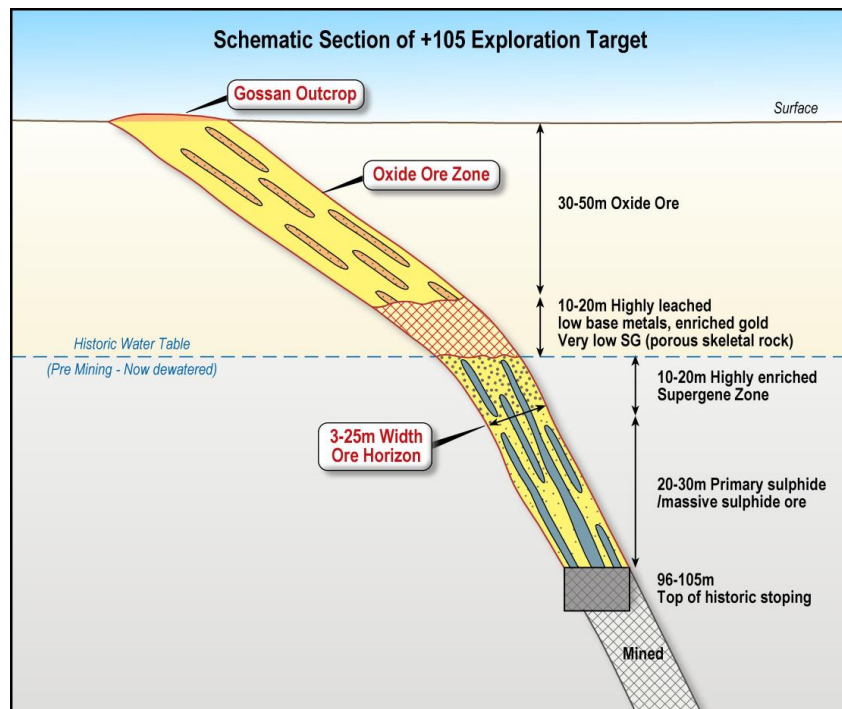 Schematic Section of +105 Exploration Target
Gossan Outcrop
Surface
Oxide Ore Zone
30-50m Oxide Ore
10-20m Highly leached
low base metals, enriched gold
Very low SG (porous skeletal rock)
Historic Water Table
(Pre Mining - Now dewatered)
10-20m Highly enriched
Supergene Zone
3-25m Width
Ore Horizon
20-30m Primary sulphide
/massive sulphide ore
96-105m
Top of historic stoping
Mined